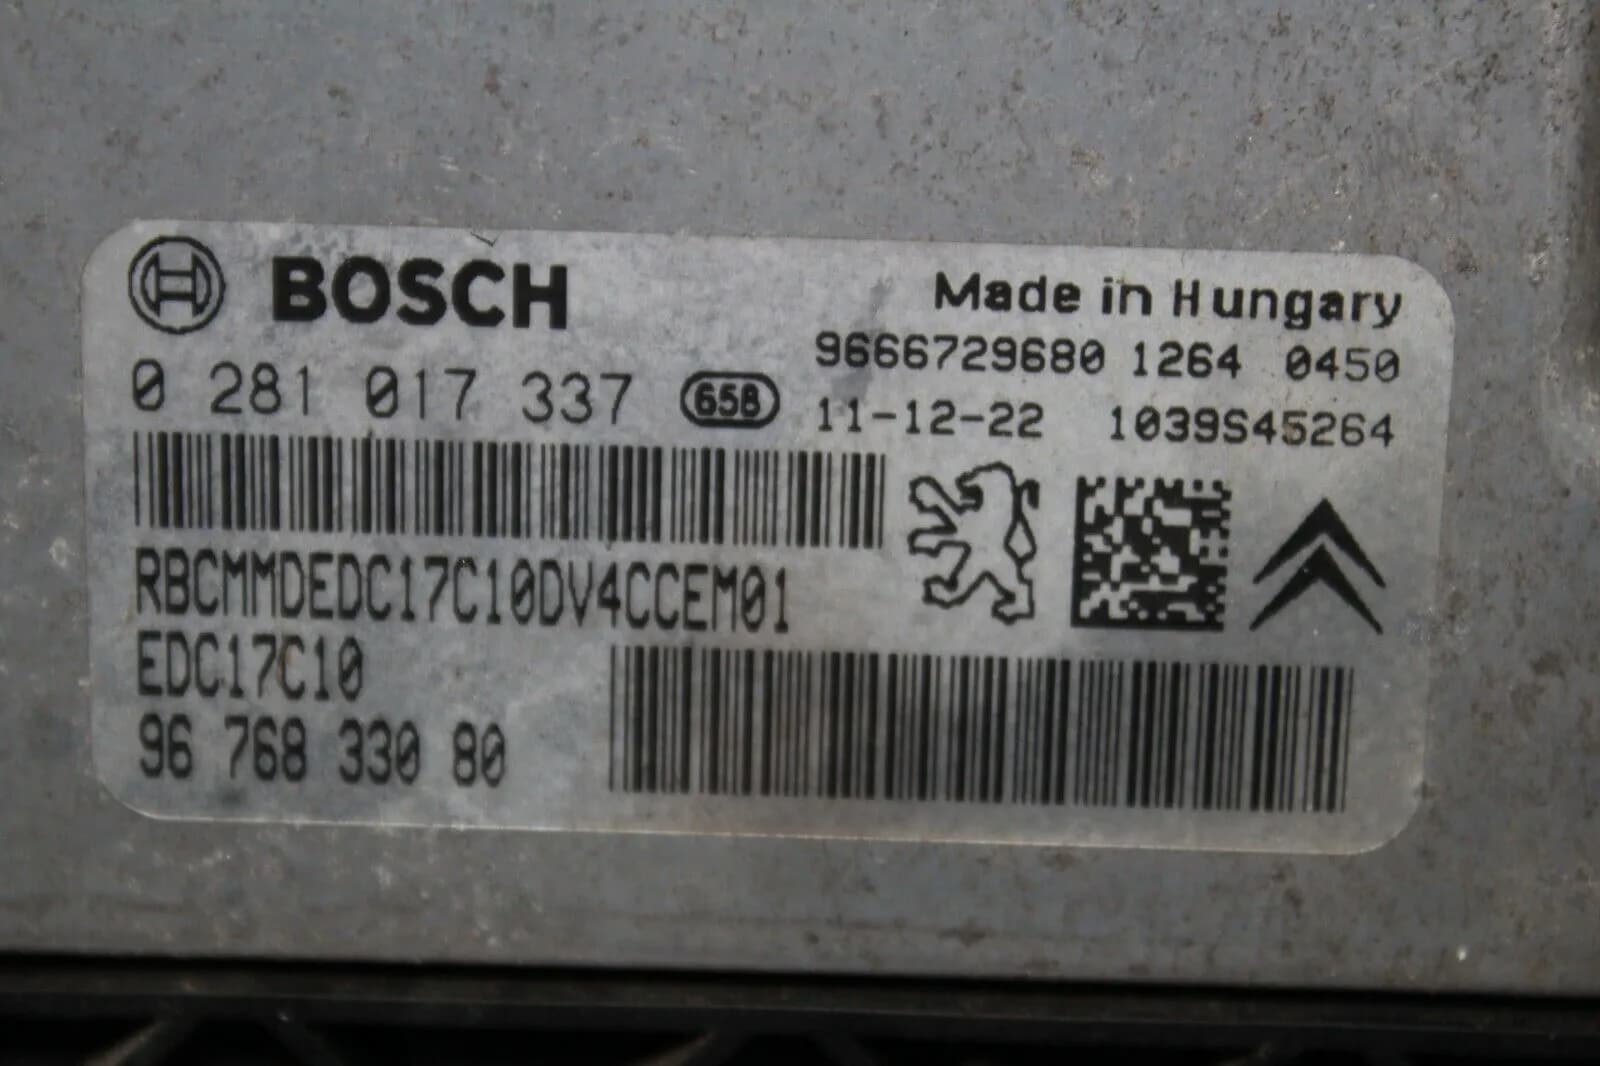 BOSCH
Made in Hungary
0 281 017 337 658
9666729680 1264 0450
11-12-22 1039S45264
RBCMMDEDC17C10DV4CCEM01
EDC17C10
96 768 330 80